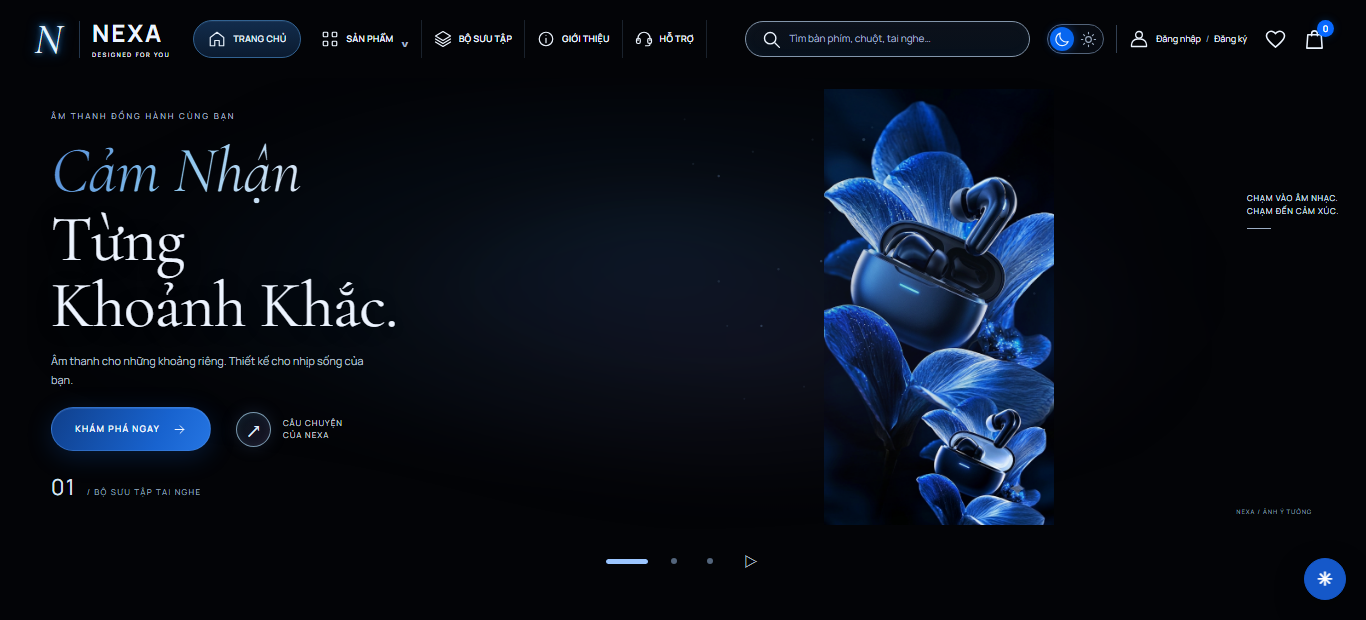 N
NEXA
DESIGNED FOR YOU
TRANG CHỦ
SẢN PHẨM
BỘ SƯU TẬP
GIỚI THIỆU
HỖ TRỢ
Tìm bàn phím, chuột, tai nghe...
Đăng nhập / Đăng ký
0
ÂM THANH ĐỒNG HÀNH CÙNG BẠN
Cảm Nhận
Từng
Khoảnh Khắc.
Âm thanh cho những khoảng riêng. Thiết kế cho nhịp sống của
bạn.
KHÁM PHÁ NGAY →
↗
CÂU CHUYỆN
CỦA NEXA
01 / BỘ SƯU TẬP TAI NGHE
CHẠM VÀO ÂM NHẠC.
CHẠM ĐẾN CẢM XÚC.
NEXA / ẢNH Ý TƯỞNG